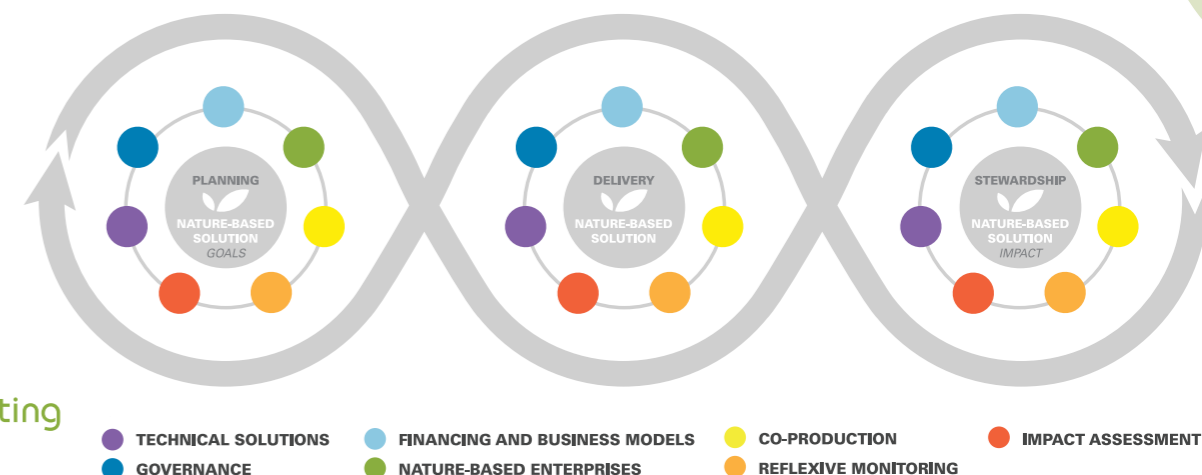 PLANNING
NATURE-BASED
SOLUTION
GOALS
DELIVERY
NATURE-BASED
SOLUTION
STEWARDSHIP
NATURE-BASED
SOLUTION
IMPACT
ting
TECHNICAL SOLUTIONS
FINANCING AND BUSINESS MODELS
CO-PRODUCTION
IMPACT ASSESSMENT
GOVERNANCE
NATURE-BASED ENTERPRISES
REFLEXIVE MONITORING